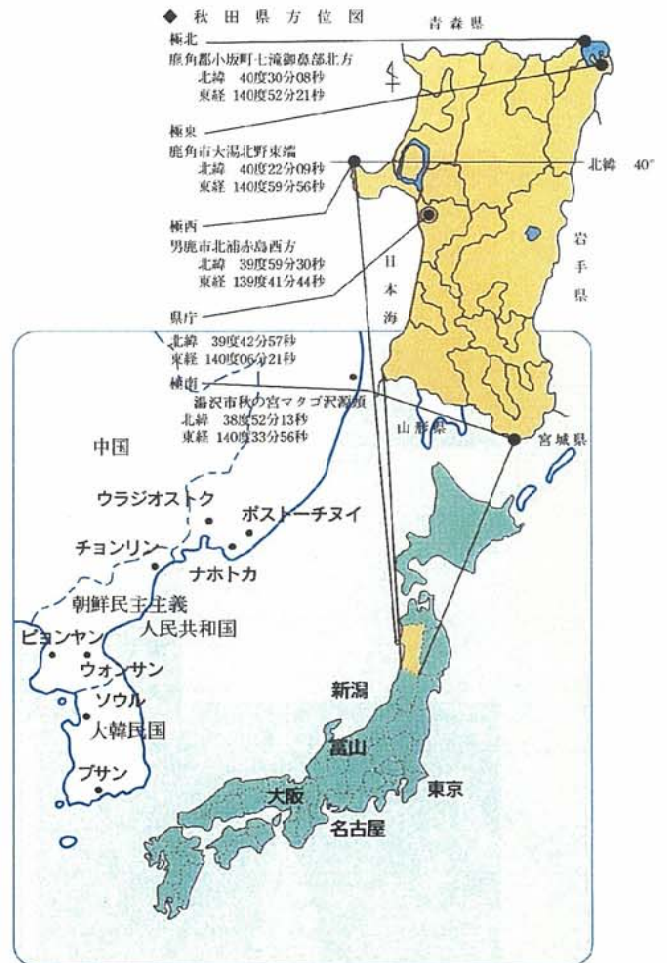 ◆ 秋田県方位図
青森県
極北
鹿角郡小坂町七滝御鼻部北方
北緯 40度30分08秒
東経 140度52分21秒
極東
鹿角市大湯北野東端
北緯 40度22分09秒
東経 140度59分56秒
北緯 40°
極西
男鹿市北浦赤島西方
北緯 39度59分30秒
東経 139度41分44秒
日本海
岩手県
県庁
北緯 39度42分57秒
東経 140度06分21秒
極南
湯沢市秋の宮マタゴ沢源頭
北緯 38度52分13秒
東経 140度33分56秒
山形県
宮城県
中国
ウラジオストク
ボストーチヌイ
チョンリン
ナホトカ
朝鮮民主主義
人民共和国
ピョンヤン
ウォンサン
ソウル
大韓民国
プサン
新潟
富山
大阪
東京
名古屋